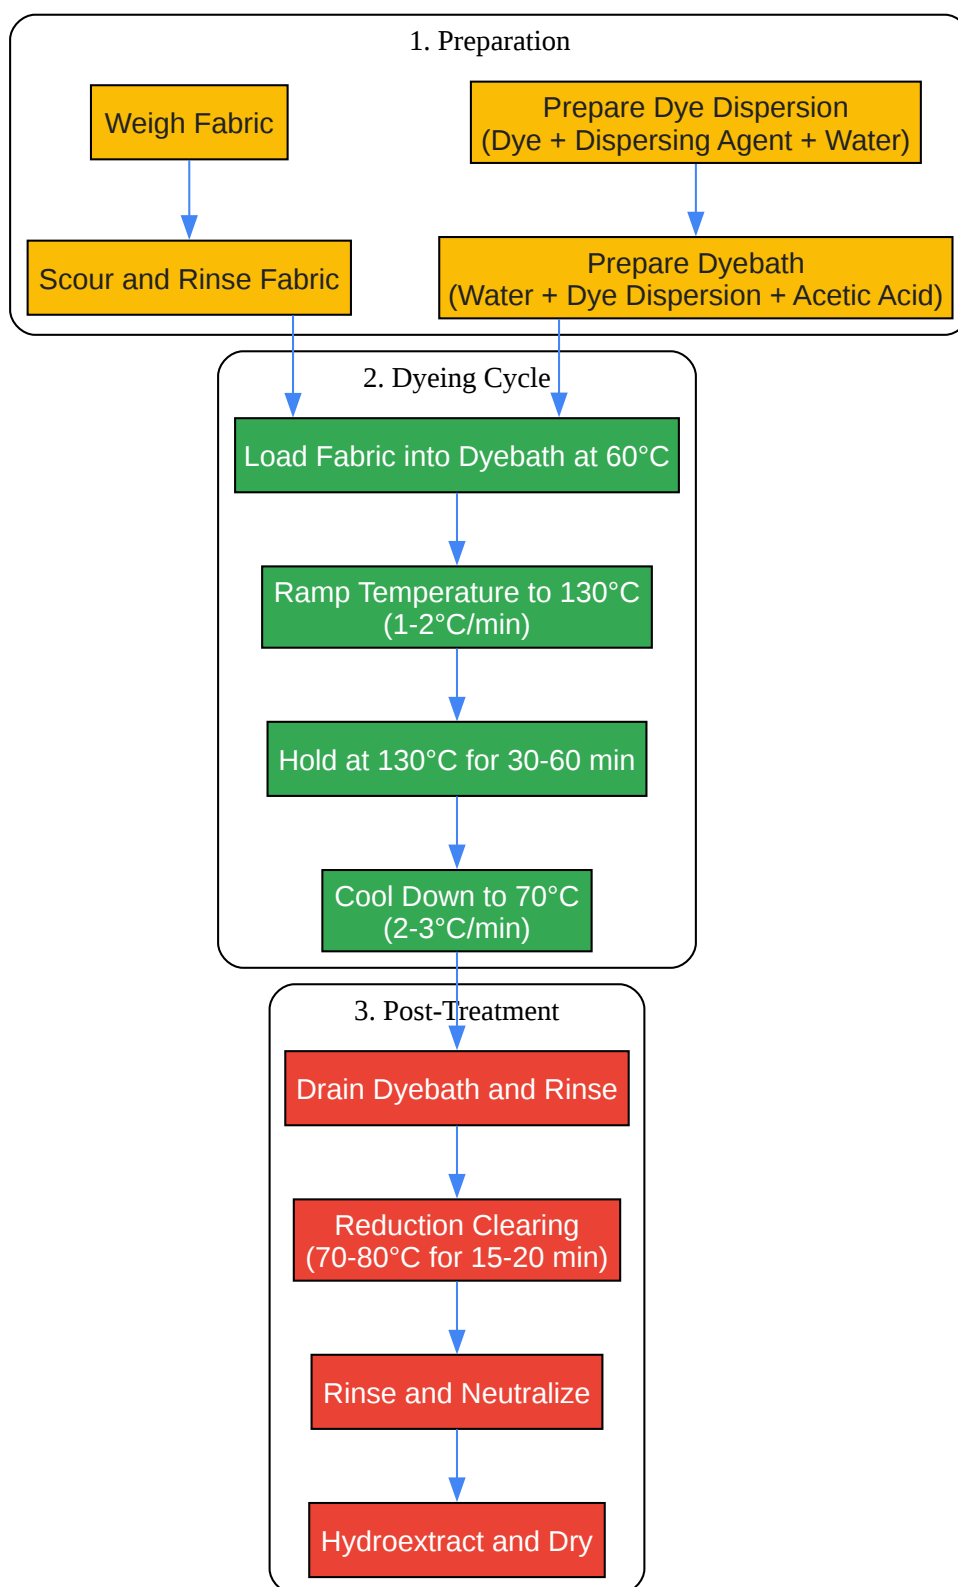 1. Preparation
Weigh Fabric
Prepare Dye Dispersion
(Dye + Dispersing Agent + Water)
Scour and Rinse Fabric
Prepare Dyebath
(Water + Dye Dispersion + Acetic Acid)
2. Dyeing Cycle
Load Fabric into Dyebath at 60°C
Ramp Temperature to 130°C
(1-2°C/min)
Hold at 130°C for 30-60 min
Cool Down to 70°C
(2-3°C/min)
3. Post-Treatment
Drain Dyebath and Rinse
Reduction Clearing
(70-80°C for 15-20 min)
Rinse and Neutralize
Hydroextract and Dry